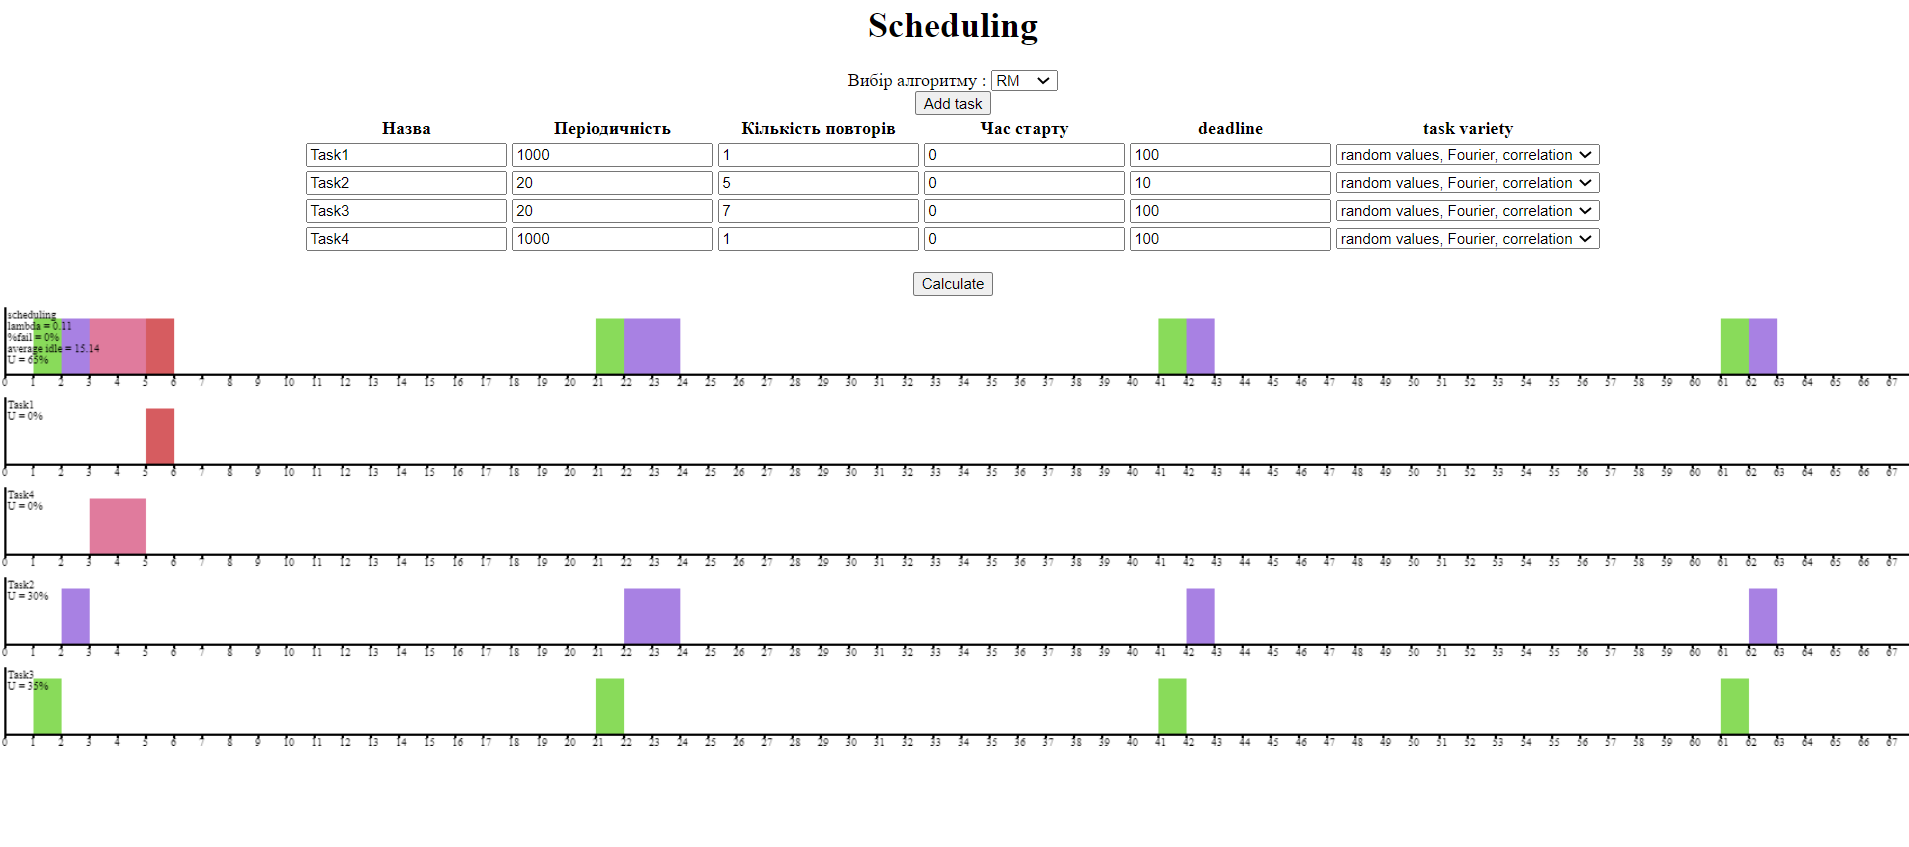 Scheduling
Вибір алгоритму : RM
Add task
Назва Періодичність Кількість повторів Час старту deadline task variety
Task1 1000 1 0 100 random values, Fourier, correlation
Task2 20 5 0 10 random values, Fourier, correlation
Task3 20 7 0 100 random values, Fourier, correlation
Task4 1000 1 0 100 random values, Fourier, correlation
Calculate
scheduling
lambda = 0.11
%fail = 0%
average idle = 15.14
U = 65%
0 1 2 3 4 5 6 7 8 9 10 11 12 13 14 15 16 17 18 19 20 21 22 23 24 25 26 27 28 29 30 31 32 33 34 35 36 37 38 39 40 41 42 43 44 45 46 47 48 49 50 51 52 53 54 55 56 57 58 59 60 61 62 63 64 65 66 67
Task1
U = 0%
0 1 2 3 4 5 6 7 8 9 10 11 12 13 14 15 16 17 18 19 20 21 22 23 24 25 26 27 28 29 30 31 32 33 34 35 36 37 38 39 40 41 42 43 44 45 46 47 48 49 50 51 52 53 54 55 56 57 58 59 60 61 62 63 64 65 66 67
Task4
U = 0%
0 1 2 3 4 5 6 7 8 9 10 11 12 13 14 15 16 17 18 19 20 21 22 23 24 25 26 27 28 29 30 31 32 33 34 35 36 37 38 39 40 41 42 43 44 45 46 47 48 49 50 51 52 53 54 55 56 57 58 59 60 61 62 63 64 65 66 67
Task2
U = 30%
0 1 2 3 4 5 6 7 8 9 10 11 12 13 14 15 16 17 18 19 20 21 22 23 24 25 26 27 28 29 30 31 32 33 34 35 36 37 38 39 40 41 42 43 44 45 46 47 48 49 50 51 52 53 54 55 56 57 58 59 60 61 62 63 64 65 66 67
Task3
U = 35%
0 1 2 3 4 5 6 7 8 9 10 11 12 13 14 15 16 17 18 19 20 21 22 23 24 25 26 27 28 29 30 31 32 33 34 35 36 37 38 39 40 41 42 43 44 45 46 47 48 49 50 51 52 53 54 55 56 57 58 59 60 61 62 63 64 65 66 67